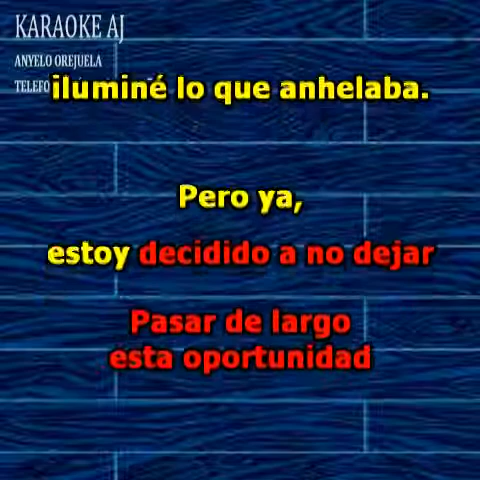 KARAOKE AJ
ANYELO OREJUELA
TELEFO
iluminé lo que anhelaba.
Pero ya,
estoy decidido a no dejar
Pasar de largo
esta oportunidad